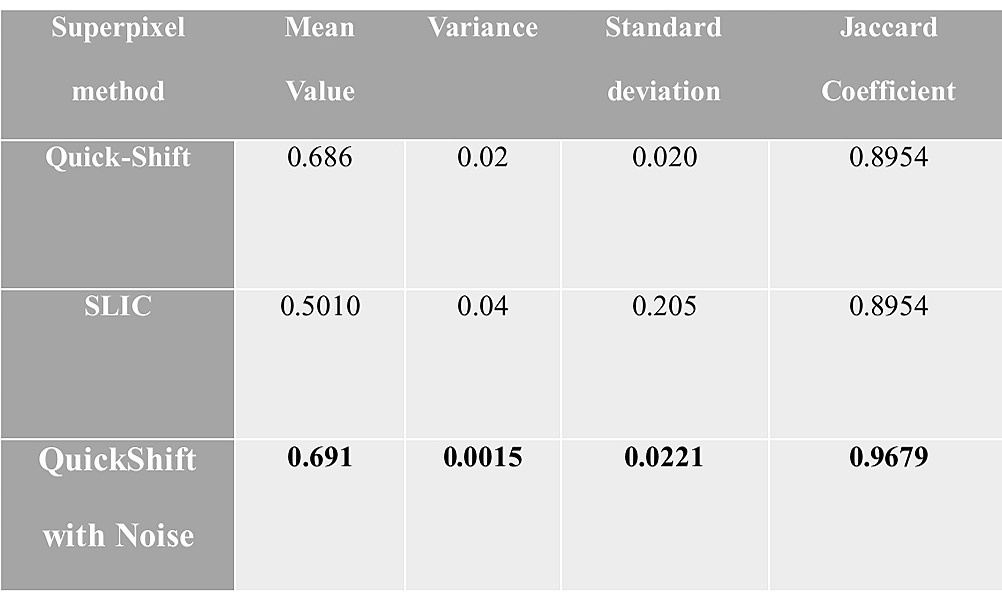 Superpixel method Mean Value Variance Standard deviation Jaccard Coefficient
Quick-Shift 0.686 0.02 0.020 0.8954
SLIC 0.5010 0.04 0.205 0.8954
QuickShift with Noise 0.691 0.0015 0.0221 0.9679